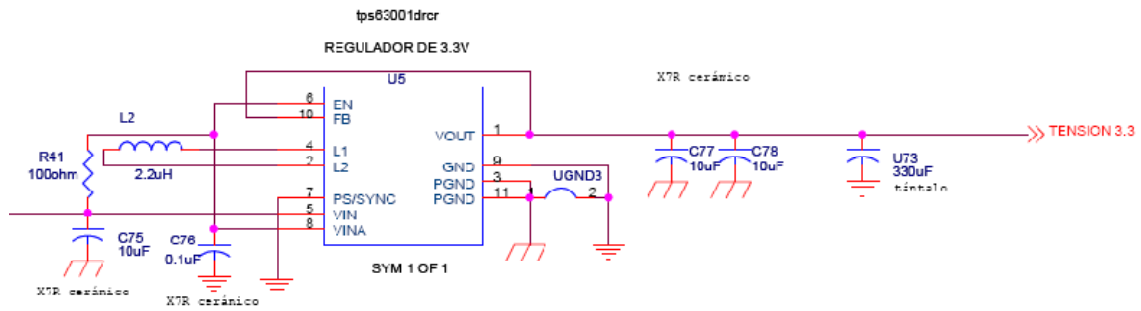 tps63001drcr
REGULADOR DE 3.3V
X7R cerámico
U5
6 EN
10 FB
L2
4 L1
VOUT 1
TENSION 3.3
R41
100ohm
2.2uH
2 L2
GND 9
PGND 3
PGND 11
1 UGND3 2
C77
10uF
C78
10uF
U73
330uF
tántalo
7 PS/SYNC
5 VIN
8 VINA
C75
10uF
C76
0.1uF
SYM 1 OF 1
X7R cerámico
X7R cerámico